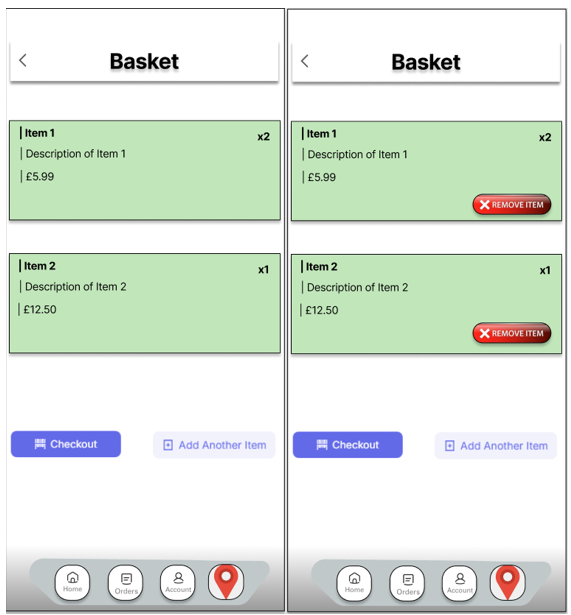 Basket
Item 1
x2
Description of Item 1
£5.99
Item 2
x1
Description of Item 2
£12.50
Checkout
Add Another Item
Home
Orders
Account
Basket
Item 1
x2
Description of Item 1
£5.99
REMOVE ITEM
Item 2
x1
Description of Item 2
£12.50
REMOVE ITEM
Checkout
Add Another Item
Home
Orders
Account